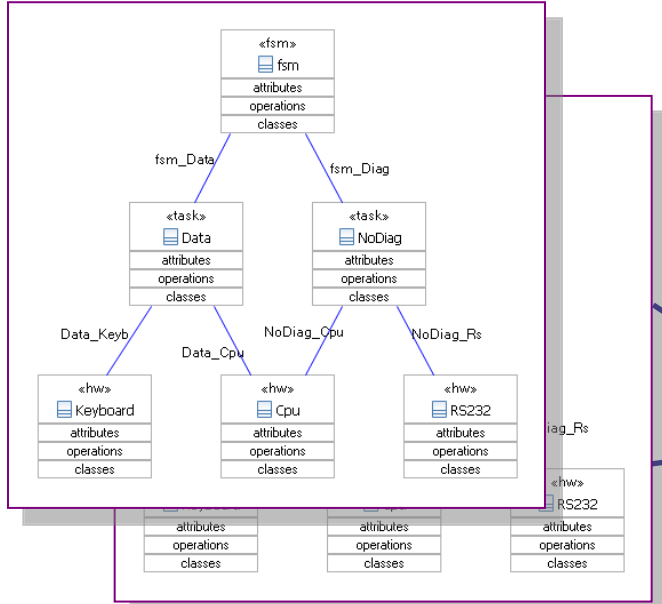 «fsm»
fsm
attributes
operations
classes
fsm_Data
fsm_Diag
«task»
Data
attributes
operations
classes
«task»
NoDiag
attributes
operations
classes
Data_Keyb
Data_Cpu
NoDiag_Cpu
NoDiag_Rs
«hw»
Keyboard
attributes
operations
classes
«hw»
Cpu
attributes
operations
classes
«hw»
RS232
attributes
operations
classes
iag_Rs
«hw»
RS232
attributes
operations
classes
attributes
operations
classes
attributes
operations
classes